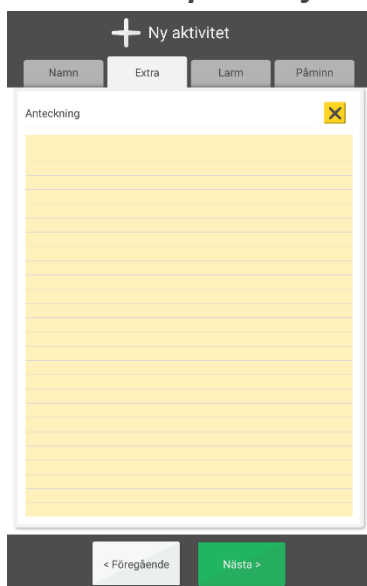 Ny aktivitet
Namn Extra Larm Påminn
Anteckning
< Föregående Nästa >